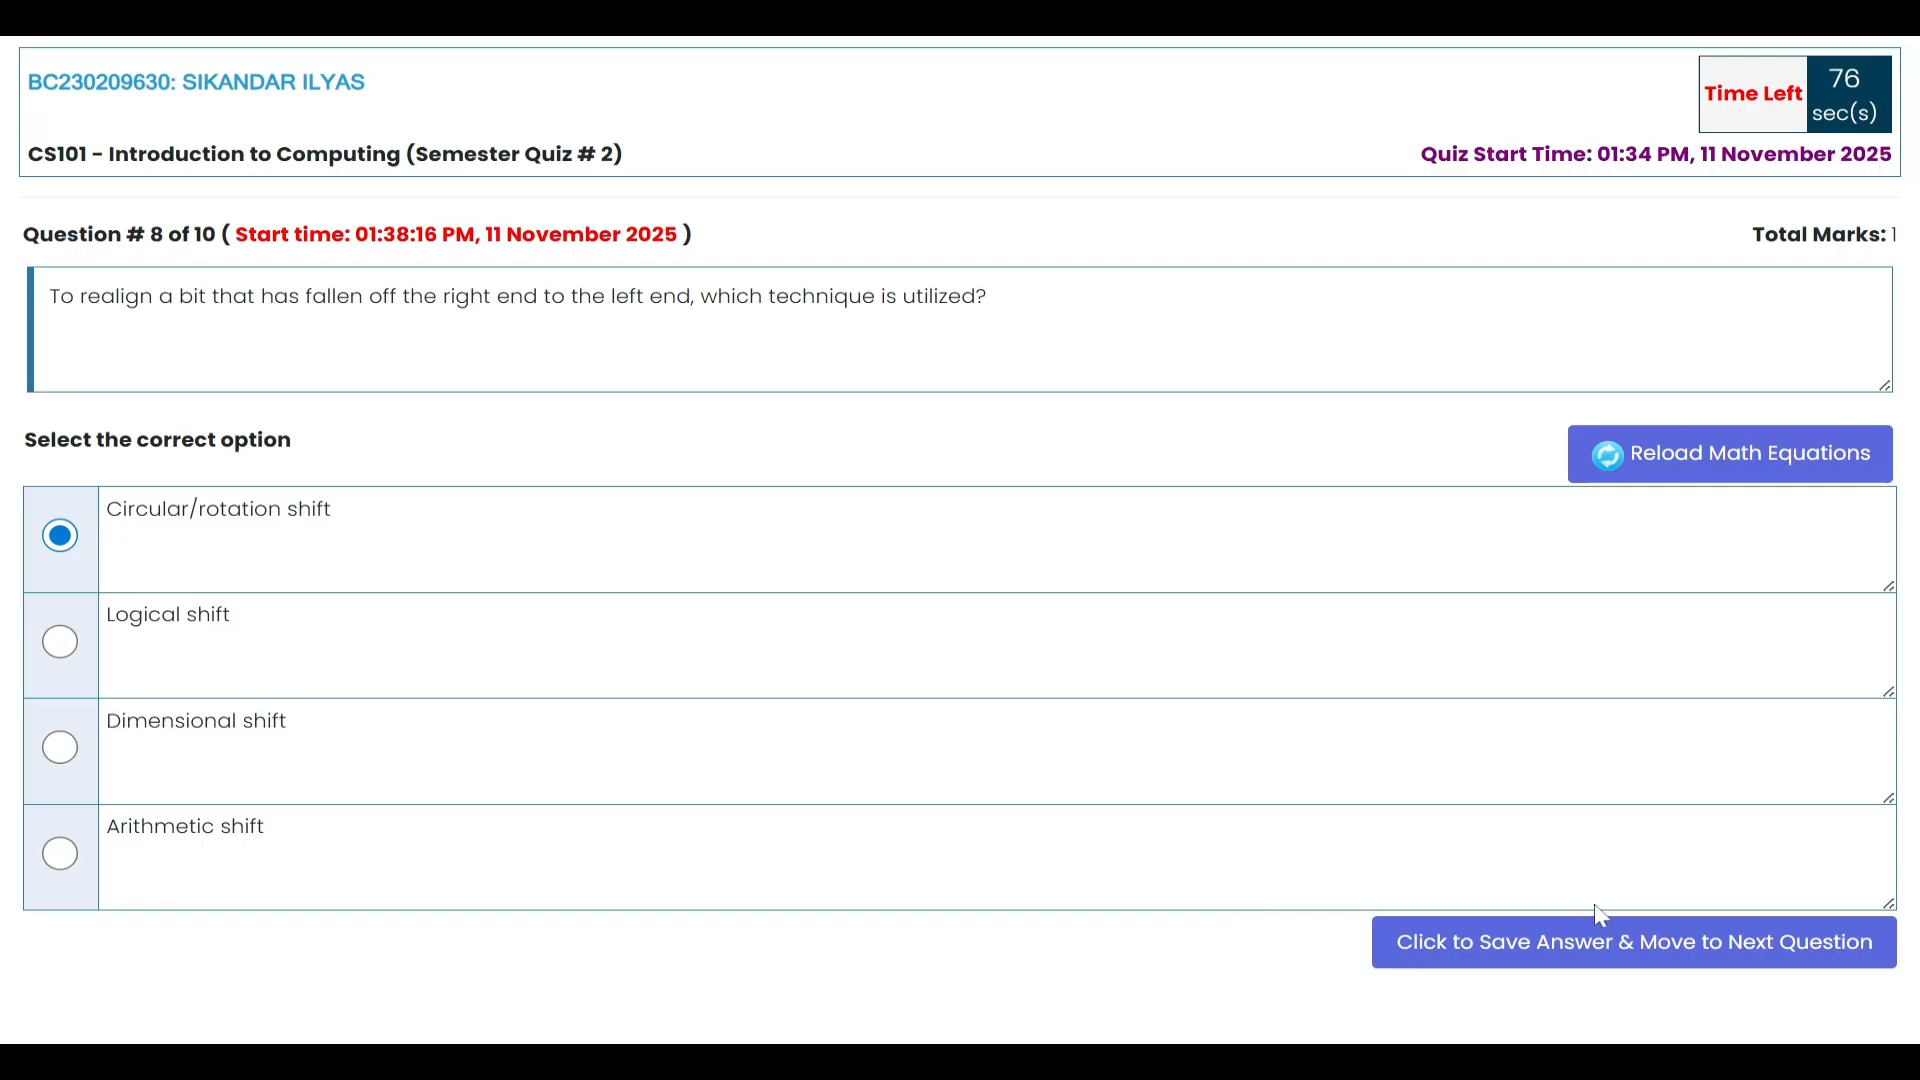 BC230209630: SIKANDAR ILYAS
Time Left
76
sec(s)
CS101 - Introduction to Computing (Semester Quiz # 2)
Quiz Start Time: 01:34 PM, 11 November 2025
Question # 8 of 10 ( Start time: 01:38:16 PM, 11 November 2025 )
Total Marks: 1
To realign a bit that has fallen off the right end to the left end, which technique is utilized?
Select the correct option
Reload Math Equations
Circular/rotation shift
Logical shift
Dimensional shift
Arithmetic shift
Click to Save Answer & Move to Next Question